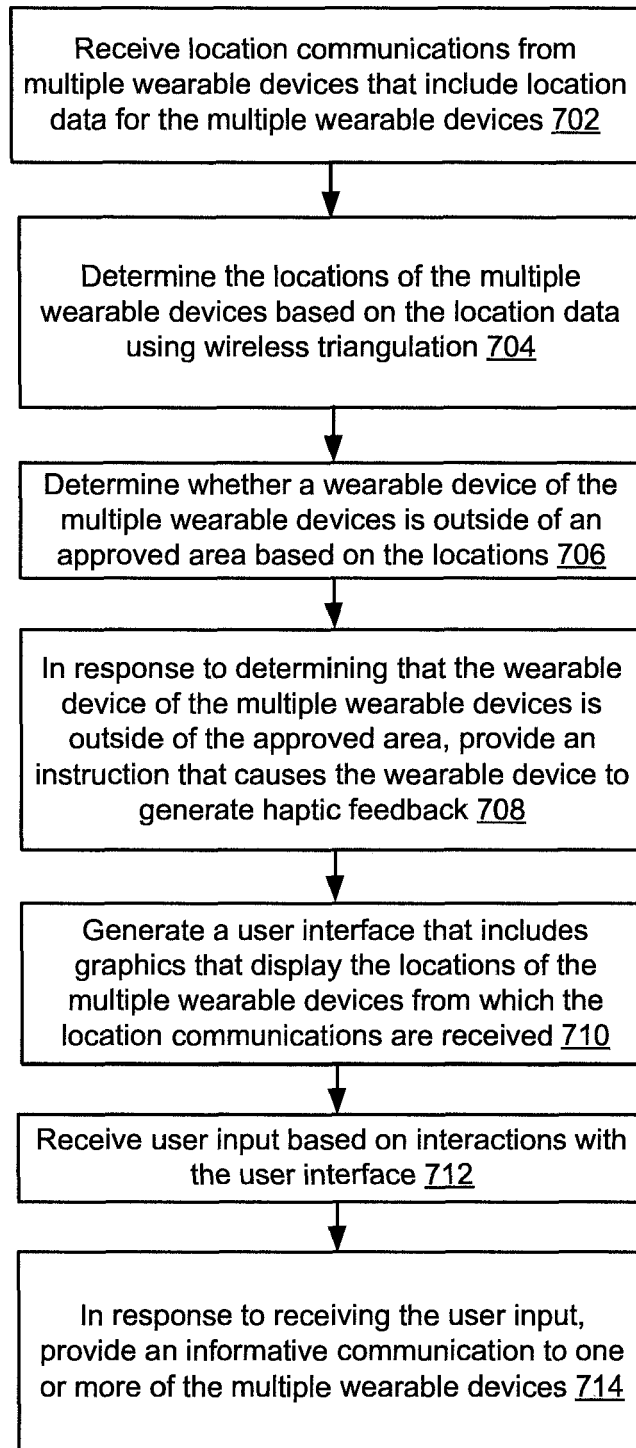 Receive location communications from
multiple wearable devices that include location
data for the multiple wearable devices 702
Determine the locations of the multiple
wearable devices based on the location data
using wireless triangulation 704
Determine whether a wearable device of the
multiple wearable devices is outside of an
approved area based on the locations 706
In response to determining that the wearable
device of the multiple wearable devices is
outside of the approved area, provide an
instruction that causes the wearable device to
generate haptic feedback 708
Generate a user interface that includes
graphics that display the locations of the
multiple wearable devices from which the
location communications are received 710
Receive user input based on interactions with
the user interface 712
In response to receiving the user input,
provide an informative communication to one
or more of the multiple wearable devices 714